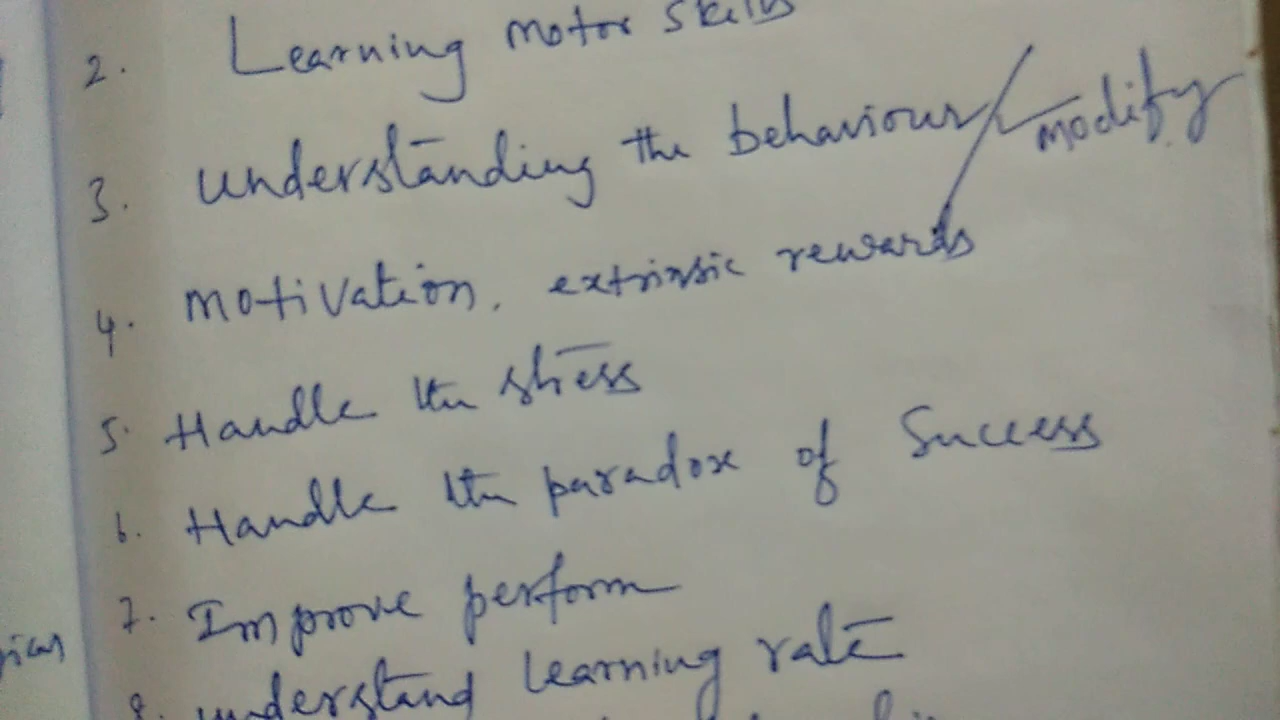 2. Learning motor skills
3. understanding the behaviour/modify
4. motivation, extrinsic rewards
5. Handle the stress
6. Handle the paradox of Success
7. Improve perform
8. understand learning rate